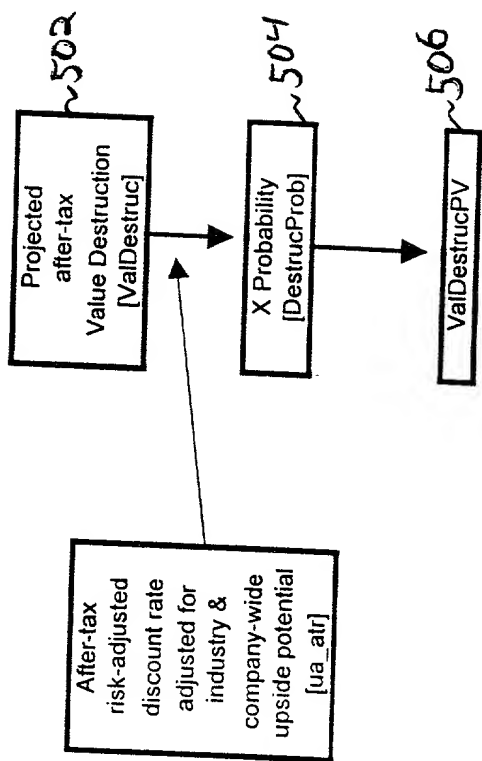 Projected
after-tax
Value Destruction
[ValDestruc]
~502
After-tax
risk-adjusted
discount rate
adjusted for
industry &
company-wide
upside potential
[ua_atr]
X Probability
[DestrucProb]
~504
ValDestrucPV
~506